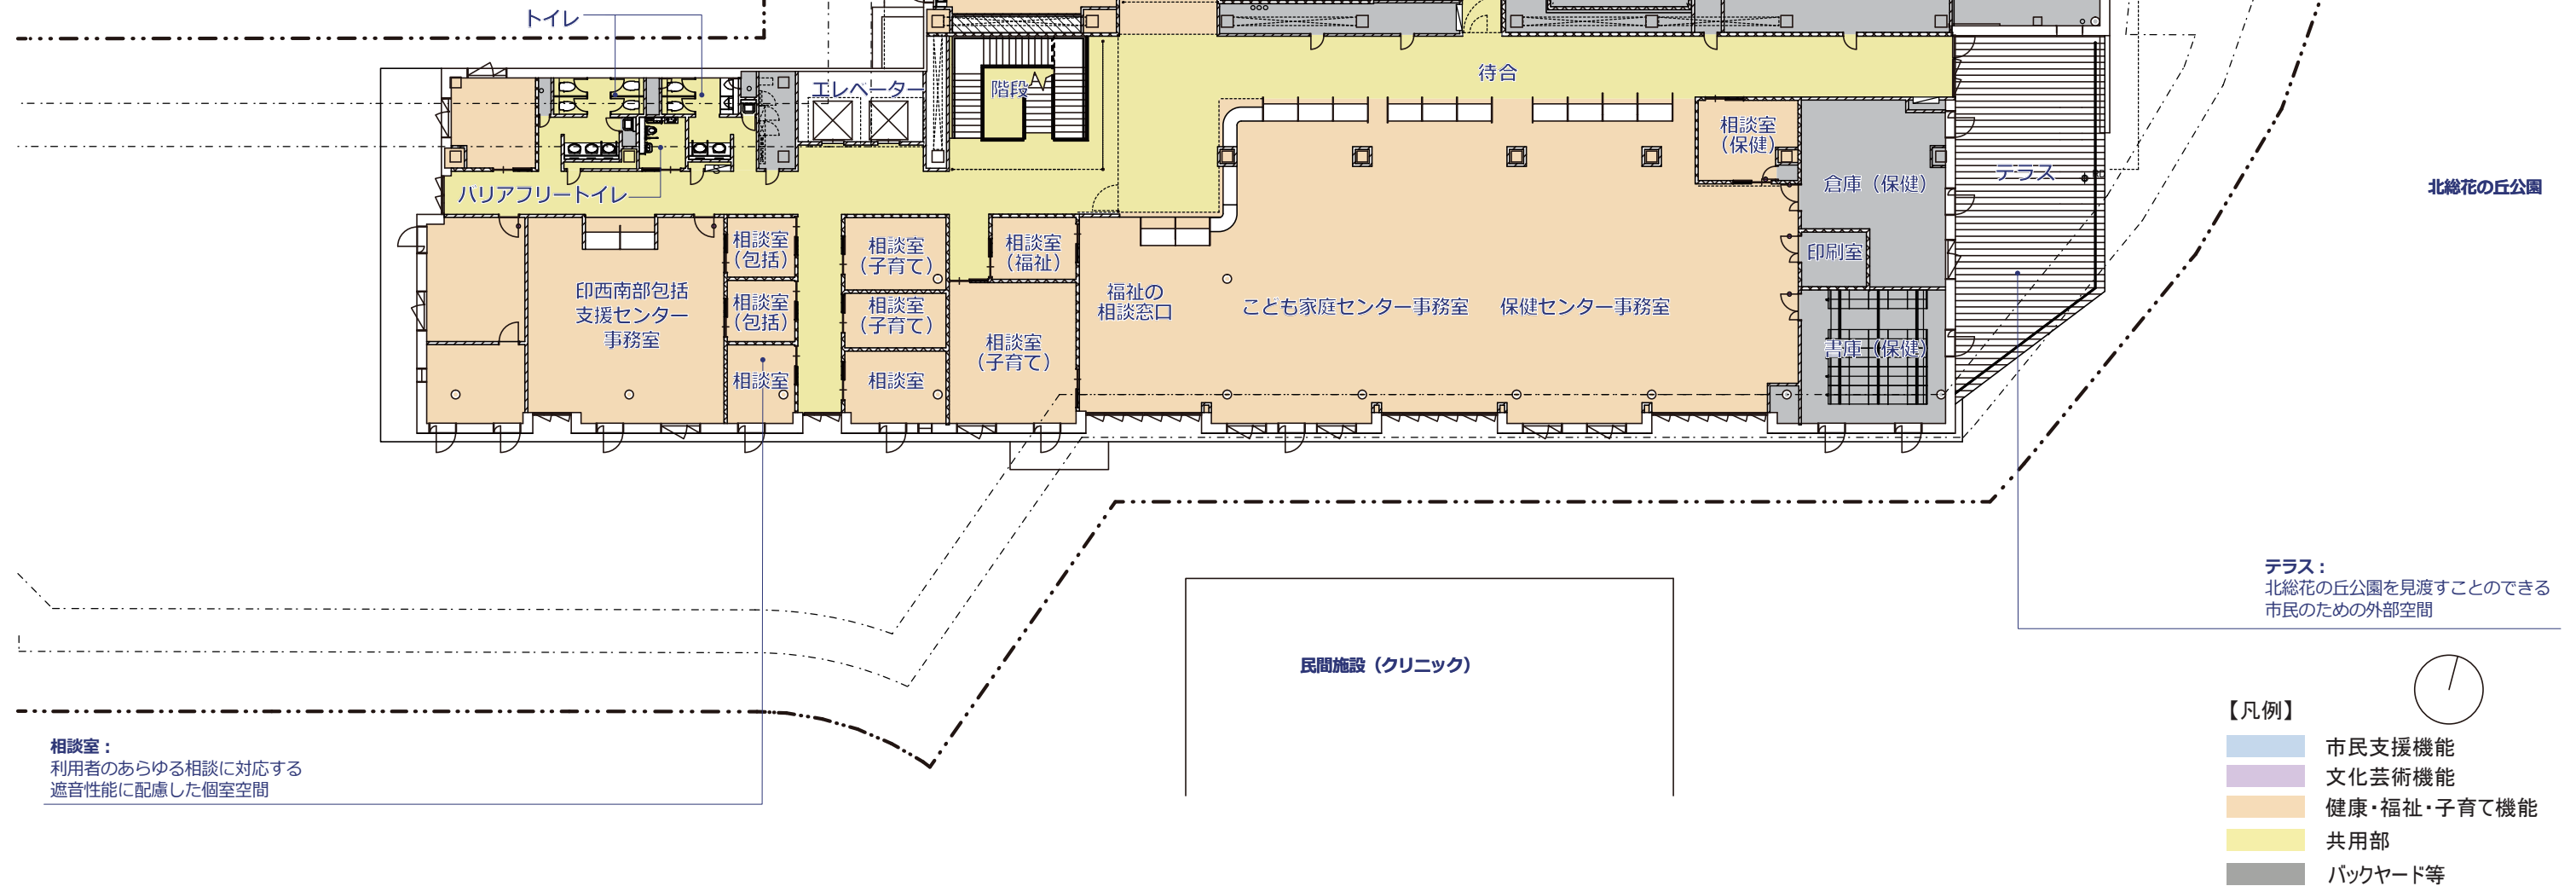 トイレ
エレベーター
階段
待合
相談室
（保健）
倉庫（保健）
テラス
北総花の丘公園
バリアフリートイレ
相談室
（包括）
相談室
（子育て）
相談室
（福祉）
印刷室
印西南部包括
支援センター
事務室
相談室
（包括）
相談室
（子育て）
福祉の
相談窓口
こども家庭センター事務室
保健センター事務室
相談室
（子育て）
書庫（保健）
相談室
相談室
テラス：
北総花の丘公園を見渡すことのできる
市民のための外部空間
民間施設（クリニック）
相談室：
利用者のあらゆる相談に対応する
遮音性能に配慮した個室空間
【凡例】
市民支援機能
文化芸術機能
健康・福祉・子育て機能
共用部
バックヤード等